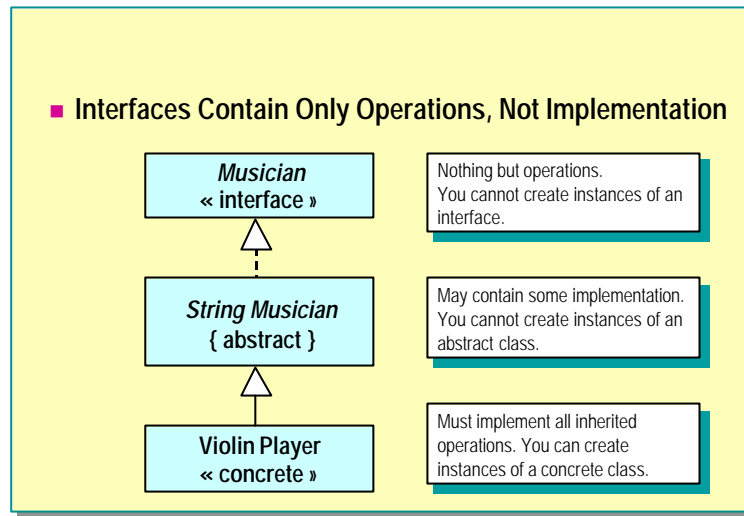 Interfaces Contain Only Operations, Not Implementation
Musician
« interface »
Nothing but operations.
You cannot create instances of an
interface.
String Musician
{ abstract }
May contain some implementation.
You cannot create instances of an
abstract class.
Violin Player
« concrete »
Must implement all inherited
operations. You can create
instances of a concrete class.